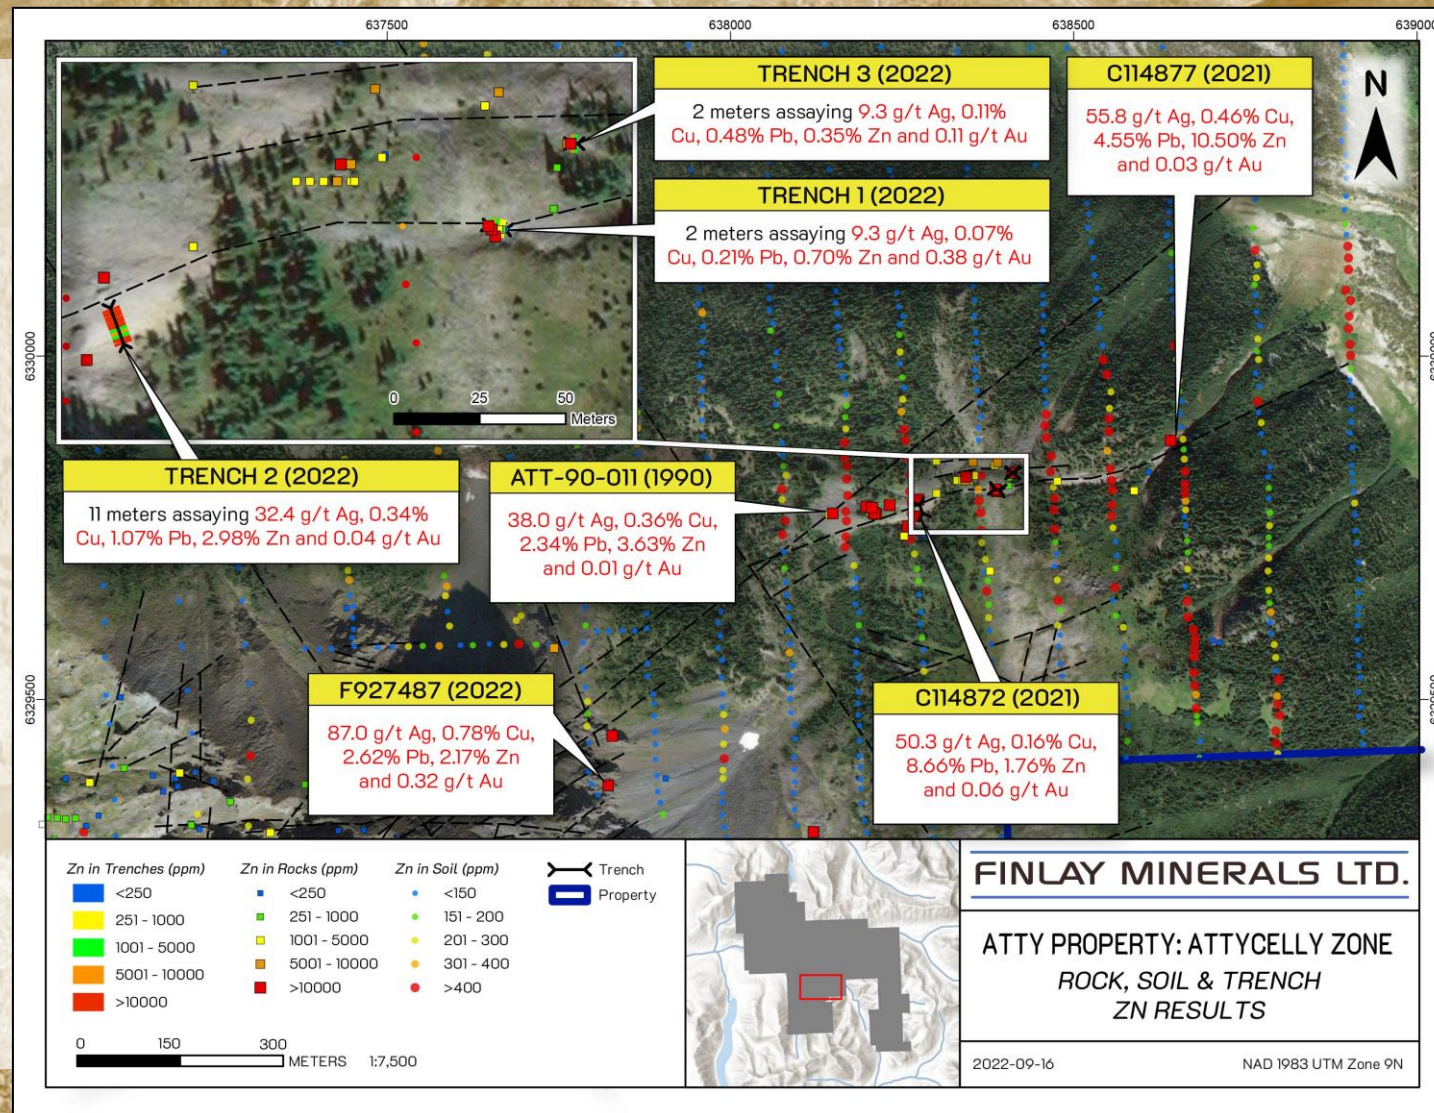 637500
638000
638500
639000
TRENCH 3 (2022)
2 meters assaying 9.3 g/t Ag, 0.11%
Cu, 0.48% Pb, 0.35% Zn and 0.11 g/t Au
C114877 (2021)
55.8 g/t Ag, 0.46% Cu,
4.55% Pb, 10.50% Zn
and 0.03 g/t Au
N
TRENCH 1 (2022)
2 meters assaying 9.3 g/t Ag, 0.07%
Cu, 0.21% Pb, 0.70% Zn and 0.38 g/t Au
6330000
6330000
0 25 50
Meters
TRENCH 2 (2022)
11 meters assaying 32.4 g/t Ag, 0.34%
Cu, 1.07% Pb, 2.98% Zn and 0.04 g/t Au
ATT-90-011 (1990)
38.0 g/t Ag, 0.36% Cu,
2.34% Pb, 3.63% Zn
and 0.01 g/t Au
F927487 (2022)
87.0 g/t Ag, 0.78% Cu,
2.62% Pb, 2.17% Zn
and 0.32 g/t Au
C114872 (2021)
50.3 g/t Ag, 0.16% Cu,
8.66% Pb, 1.76% Zn
and 0.06 g/t Au
6329500
6329500
Zn in Trenches (ppm)
<250
251 - 1000
1001 - 5000
5001 - 10000
>10000
Zn in Rocks (ppm)
<250
251 - 1000
1001 - 5000
5001 - 10000
>10000
Zn in Soil (ppm)
<150
151 - 200
201 - 300
301 - 400
>400
Trench
Property
0 150 300
METERS 1:7,500
FINLAY MINERALS LTD.
ATTY PROPERTY: ATTYCELLY ZONE
ROCK, SOIL & TRENCH
ZN RESULTS
2022-09-16 NAD 1983 UTM Zone 9N